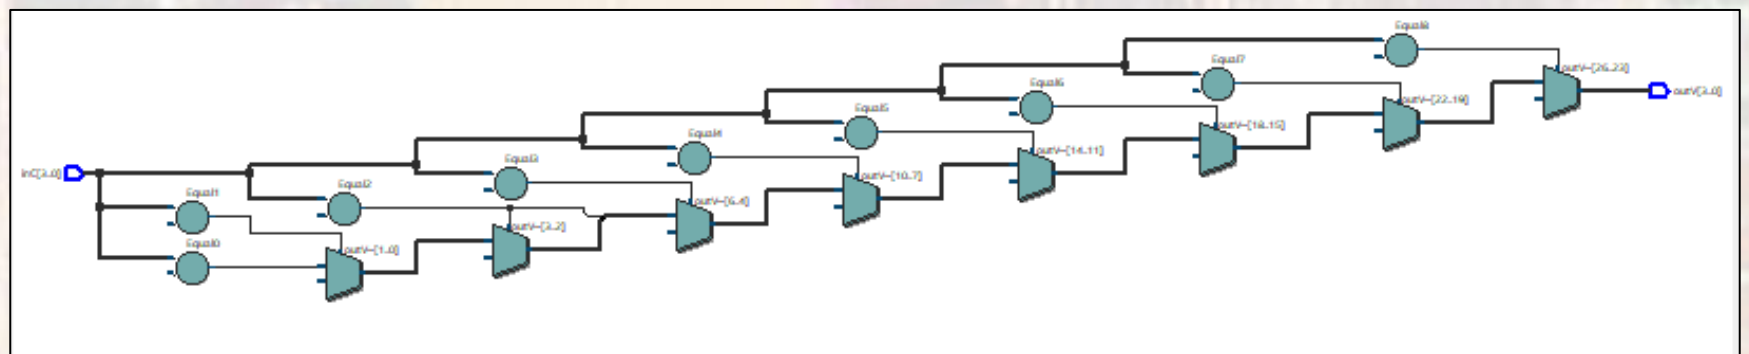 Equal8
outV~[26.23]
Equal7
outV[3.0]
outV~[22.19]
Equal6
Equal5
outV~[18.15]
Equal4
outV~[14.11]
Equal3
inC[3.0]
outV~[10.7]
Equal2
Equal1
outV~[6.4]
outV~[3.2]
Equal0
outV~[1.0]